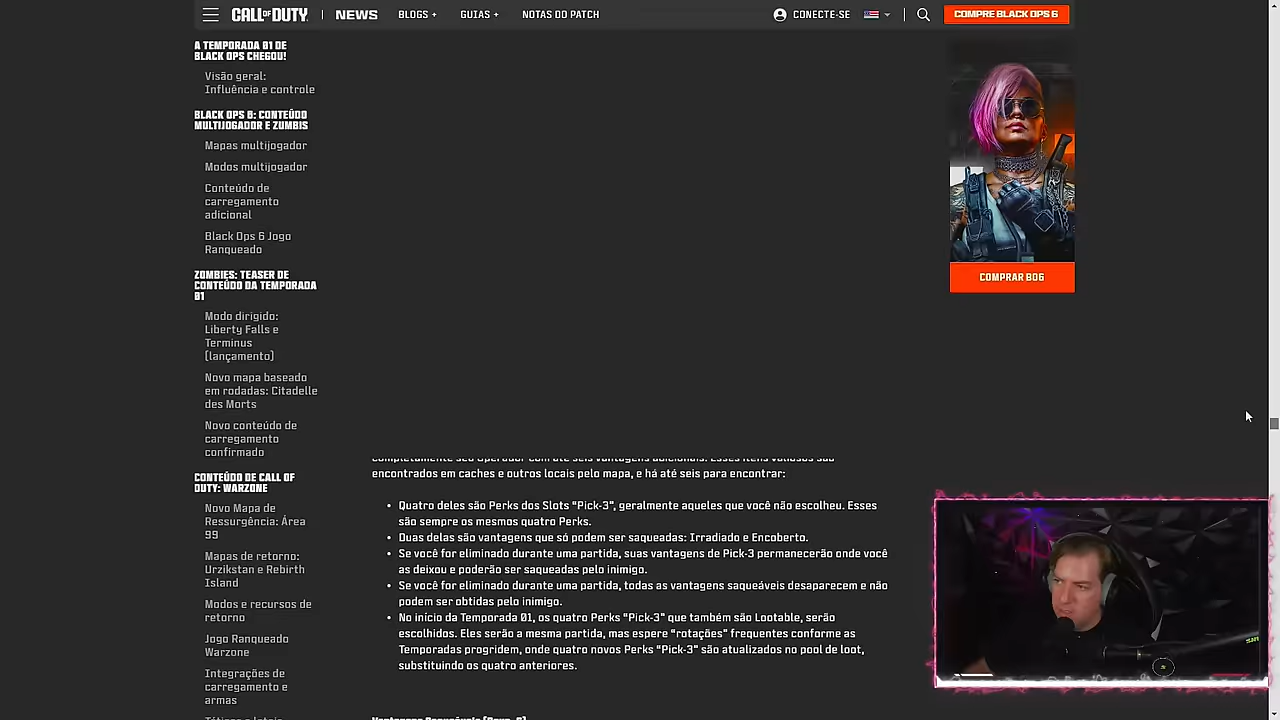 CALL OF DUTY | NEWS BLOGS + GUIAS + NOTAS DO PATCH CONECTE-SE COMPRE BLACK OPS 6
A TEMPORADA 01 DE
BLACK OPS CHEGOU!
Visão geral:
Influência e controle
BLACK OPS 6: CONTEÚDO
MULTIJOGADOR E ZUMBIS
Mapas multijogador
Modos multijogador
Conteúdo de
carregamento
adicional
Black Ops 6 Jogo
Ranqueado
ZOMBIES: TEASER DE
CONTEÚDO DA TEMPORADA
01
Modo dirigido:
Liberty Falls e
Terminus
(lançamento)
Novo mapa baseado
em rodadas: Citadelle
des Morts
Novo conteúdo de
carregamento
confirmado
CONTEÚDO DE CALL OF
DUTY: WARZONE
Novo Mapa de
Ressurgência: Área
99
Mapas de retorno:
Urzikstan e Rebirth
Island
Modos e recursos de
retorno
Jogo Ranqueado
Warzone
Integrações de
carregamento e
armas
COMPRAR BO6
completamente seu Operador com até seis vantagens adicionais. Esses itens valiosos são
encontrados em caches e outros locais pelo mapa, e há até seis para encontrar:
• Quatro deles são Perks dos Slots "Pick-3", geralmente aqueles que você não escolheu. Esses
são sempre os mesmos quatro Perks.
• Duas delas são vantagens que só podem ser saqueadas: Irradiado e Encoberto.
• Se você for eliminado durante uma partida, suas vantagens de Pick-3 permanecerão onde você
as deixou e poderão ser saqueadas pelo inimigo.
• Se você for eliminado durante uma partida, todas as vantagens saqueáveis desaparecem e não
podem ser obtidas pelo inimigo.
• No início da Temporada 01, os quatro Perks "Pick-3" que também são Lootable, serão
escolhidos. Eles serão a mesma partida, mas espere "rotações" frequentes conforme as
Temporadas progridem, onde quatro novos Perks "Pick-3" são atualizados no pool de loot,
substituindo os quatro anteriores.